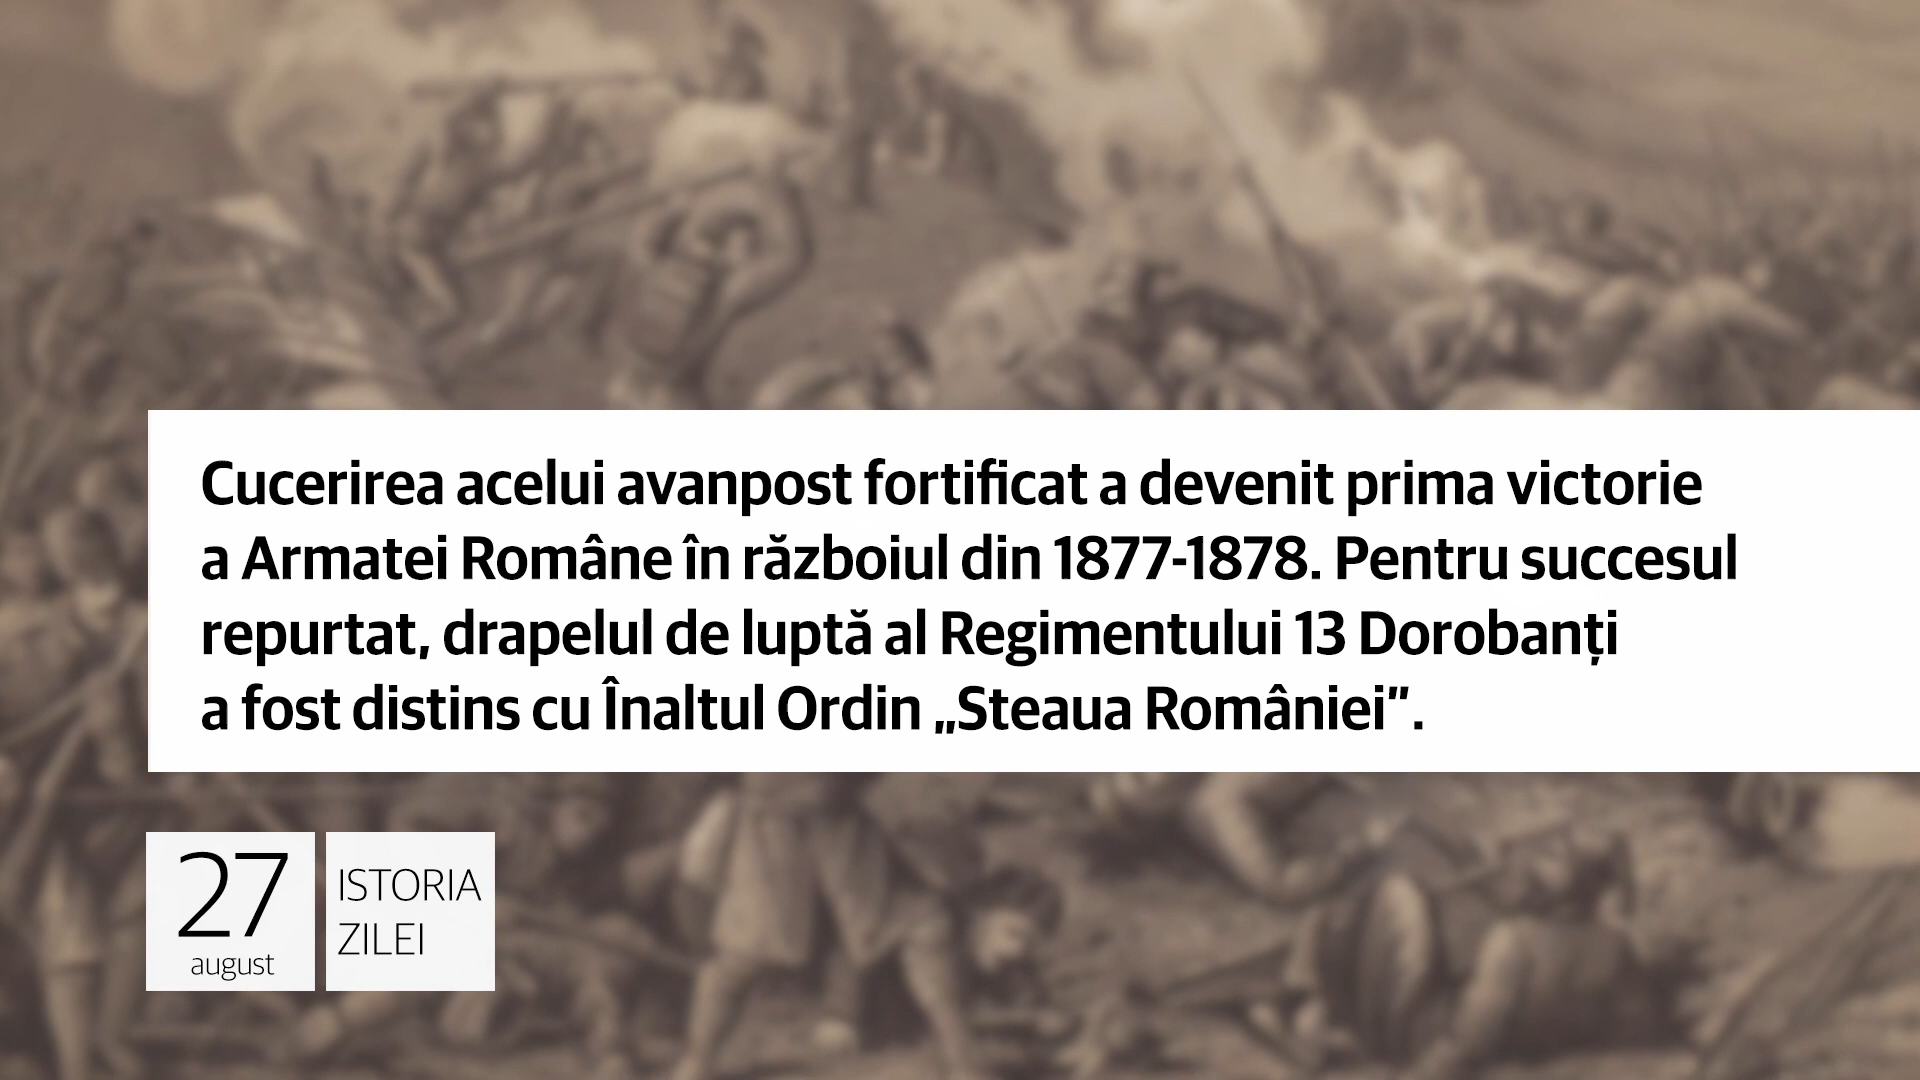 Cucerirea acelui avanpost fortificat a devenit prima victorie
a Armatei Române în războiul din 1877-1878. Pentru succesul
repurtat, drapelul de luptă al Regimentului 13 Dorobanți
a fost distins cu Înaltul Ordin „Steaua României”.
27
august
ISTORIA
ZILEI